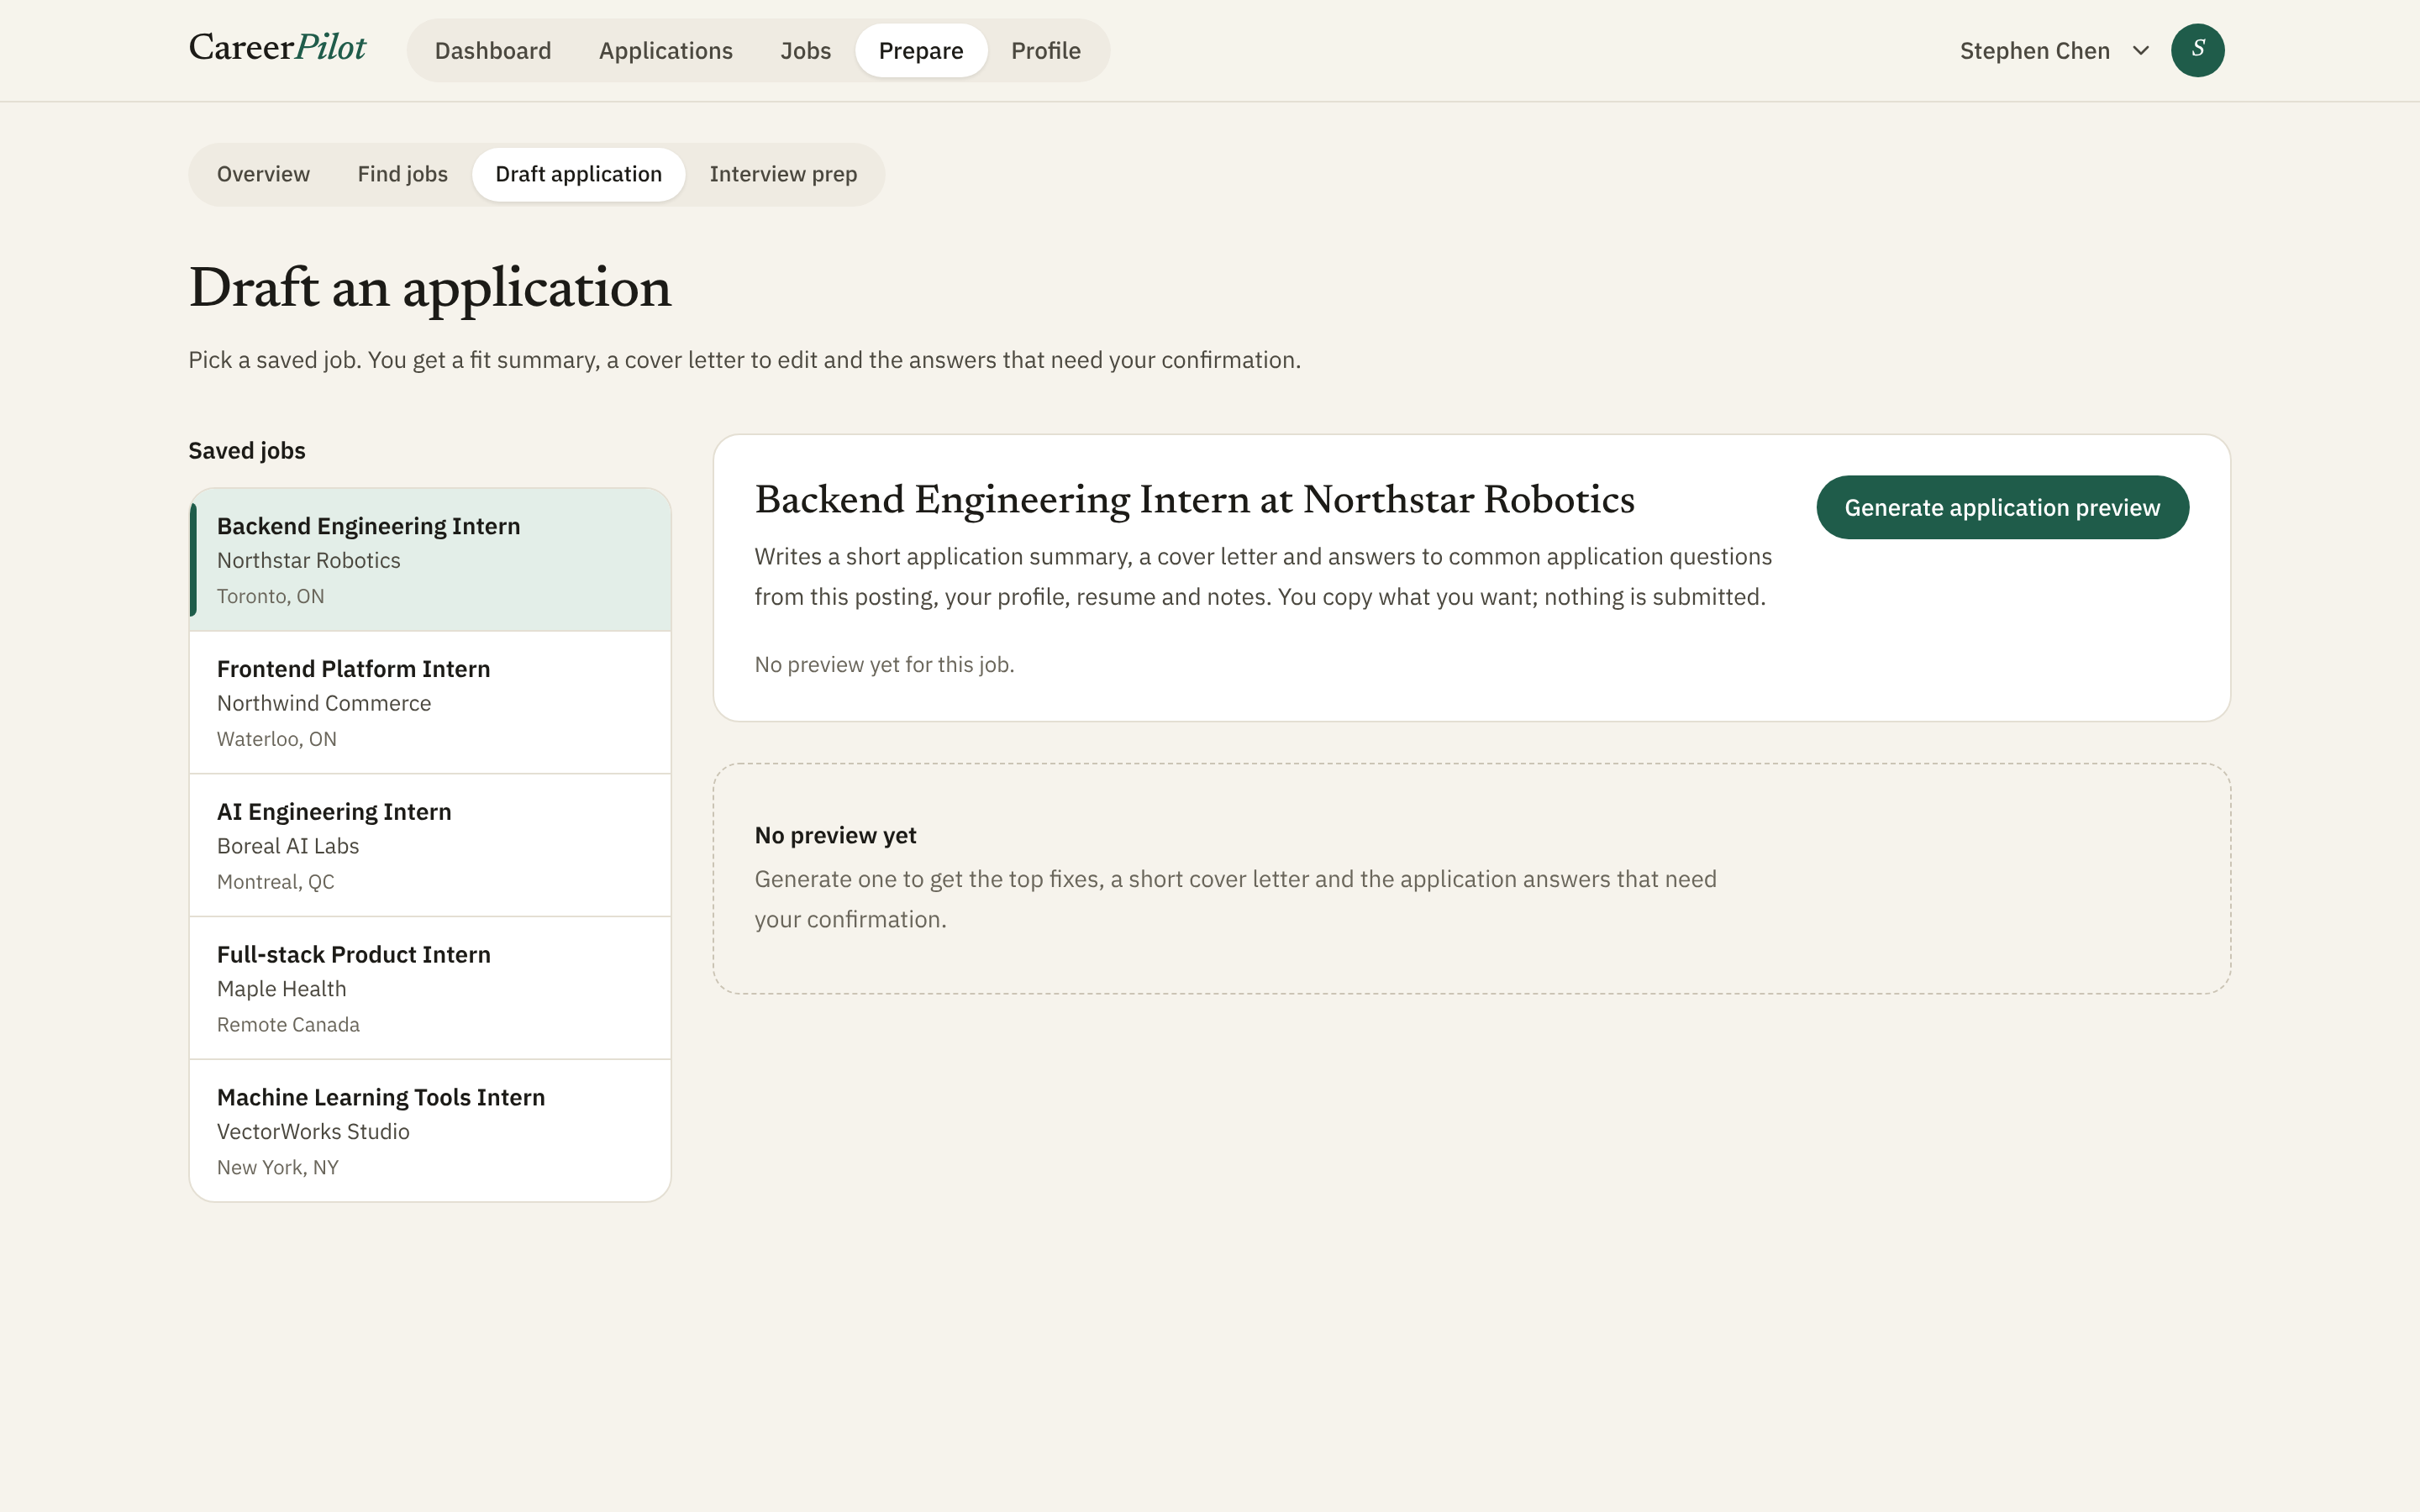 CareerPilot
Dashboard
Applications
Jobs
Prepare
Profile
Stephen Chen
S
Overview
Find jobs
Draft application
Interview prep
Draft an application
Pick a saved job. You get a fit summary, a cover letter to edit and the answers that need your confirmation.
Saved jobs
Backend Engineering Intern
Northstar Robotics
Toronto, ON
Frontend Platform Intern
Northwind Commerce
Waterloo, ON
AI Engineering Intern
Boreal AI Labs
Montreal, QC
Full-stack Product Intern
Maple Health
Remote Canada
Machine Learning Tools Intern
VectorWorks Studio
New York, NY
Backend Engineering Intern at Northstar Robotics
Generate application preview
Writes a short application summary, a cover letter and answers to common application questions
from this posting, your profile, resume and notes. You copy what you want; nothing is submitted.
No preview yet for this job.
No preview yet
Generate one to get the top fixes, a short cover letter and the application answers that need
your confirmation.